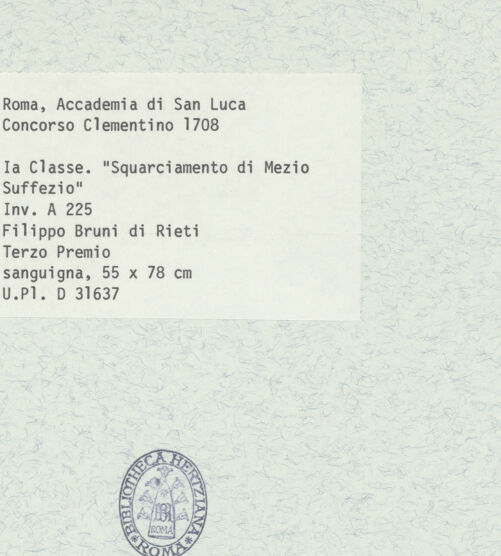 Roma, Accademia di San Luca
Concorso Clementino 1708
Ia Classe. "Squarciamento di Mezio
Suffezio"
Inv. A 225
Filippo Bruni di Rieti
Terzo Premio
sanguigna, 55 x 78 cm
U.Pl. D 31637
BIBLIOTHECA HERTZIANA
ROMA
ROMA